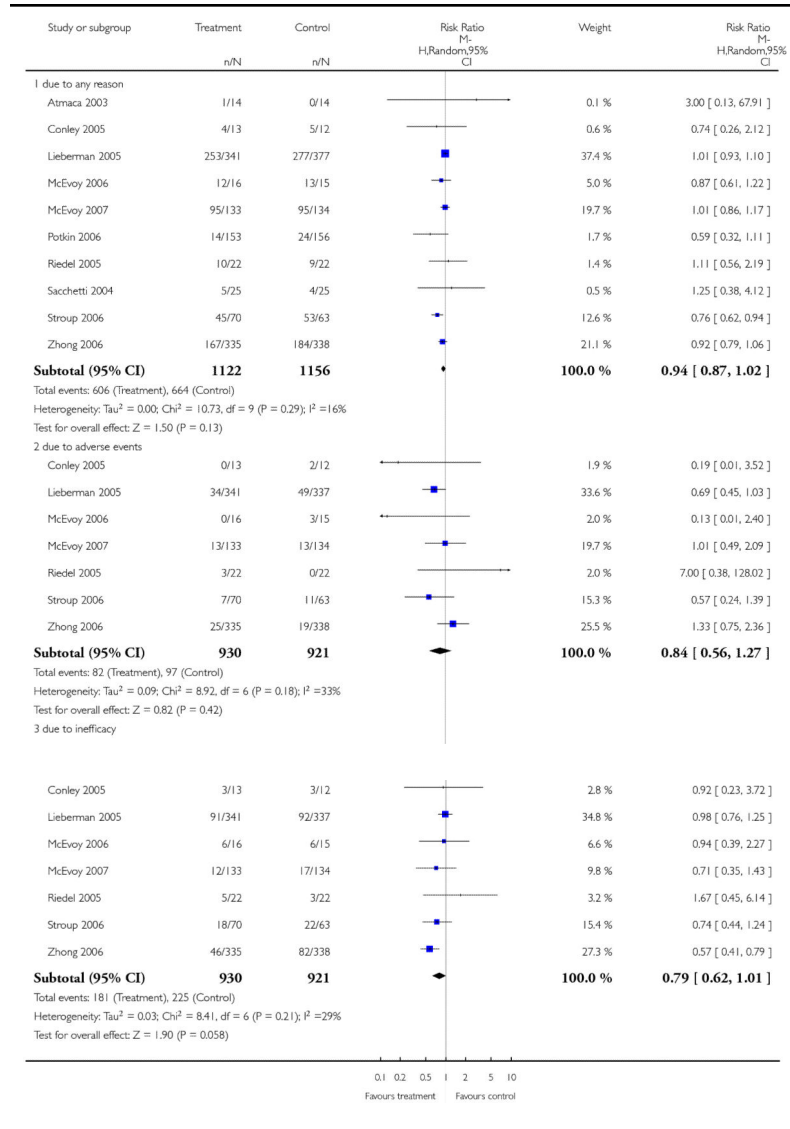 Study or subgroup Treatment Control Risk Ratio Weight Risk Ratio
M- M-
H,Random,95% H,Random,95%
n/N n/N CI CI
1 due to any reason
Atmaca 2003 1/14 0/14 0.1 % 3.00 [ 0.13, 67.91 ]
Conley 2005 4/13 5/12 0.6 % 0.74 [ 0.26, 2.12 ]
Lieberman 2005 253/341 277/377 37.4 % 1.01 [ 0.93, 1.10 ]
McEvoy 2006 12/16 13/15 5.0 % 0.87 [ 0.61, 1.22 ]
McEvoy 2007 95/133 95/134 19.7 % 1.01 [ 0.86, 1.17 ]
Potkin 2006 14/153 24/156 1.7 % 0.59 [ 0.32, 1.11 ]
Riedel 2005 10/22 9/22 1.4 % 1.11 [ 0.56, 2.19 ]
Sacchetti 2004 5/25 4/25 0.5 % 1.25 [ 0.38, 4.12 ]
Stroup 2006 45/70 53/63 12.6 % 0.76 [ 0.62, 0.94 ]
Zhong 2006 167/335 184/338 21.1 % 0.92 [ 0.79, 1.06 ]
Subtotal (95% CI) 1122 1156 100.0 % 0.94 [ 0.87, 1.02 ]
Total events: 606 (Treatment), 664 (Control)
Heterogeneity: Tau² = 0.00; Chi² = 10.73, df = 9 (P = 0.29); I² =16%
Test for overall effect: Z = 1.50 (P = 0.13)
2 due to adverse events
Conley 2005 0/13 2/12 1.9 % 0.19 [ 0.01, 3.52 ]
Lieberman 2005 34/341 49/337 33.6 % 0.69 [ 0.45, 1.03 ]
McEvoy 2006 0/16 3/15 2.0 % 0.13 [ 0.01, 2.40 ]
McEvoy 2007 13/133 13/134 19.7 % 1.01 [ 0.49, 2.09 ]
Riedel 2005 3/22 0/22 2.0 % 7.00 [ 0.38, 128.02 ]
Stroup 2006 7/70 11/63 15.3 % 0.57 [ 0.24, 1.39 ]
Zhong 2006 25/335 19/338 25.5 % 1.33 [ 0.75, 2.36 ]
Subtotal (95% CI) 930 921 100.0 % 0.84 [ 0.56, 1.27 ]
Total events: 82 (Treatment), 97 (Control)
Heterogeneity: Tau² = 0.09; Chi² = 8.92, df = 6 (P = 0.18); I² =33%
Test for overall effect: Z = 0.82 (P = 0.42)
3 due to inefficacy
Conley 2005 3/13 3/12 2.8 % 0.92 [ 0.23, 3.72 ]
Lieberman 2005 91/341 92/337 34.8 % 0.98 [ 0.76, 1.25 ]
McEvoy 2006 6/16 6/15 6.6 % 0.94 [ 0.39, 2.27 ]
McEvoy 2007 12/133 17/134 9.8 % 0.71 [ 0.35, 1.43 ]
Riedel 2005 5/22 3/22 3.2 % 1.67 [ 0.45, 6.14 ]
Stroup 2006 18/70 22/63 15.4 % 0.74 [ 0.44, 1.24 ]
Zhong 2006 46/335 82/338 27.3 % 0.57 [ 0.41, 0.79 ]
Subtotal (95% CI) 930 921 100.0 % 0.79 [ 0.62, 1.01 ]
Total events: 181 (Treatment), 225 (Control)
Heterogeneity: Tau² = 0.03; Chi² = 8.41, df = 6 (P = 0.21); I² =29%
Test for overall effect: Z = 1.90 (P = 0.058)
0.1 0.2 0.5 1 2 5 10
Favours treatment Favours control